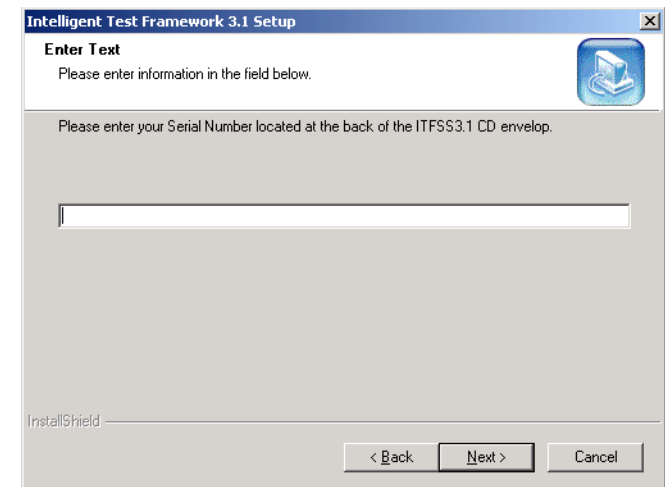 Intelligent Test Framework 3.1 Setup
Enter Text
Please enter information in the field below.
Please enter your Serial Number located at the back of the ITFSS3.1 CD envelop.
InstallShield
< Back
Next >
Cancel